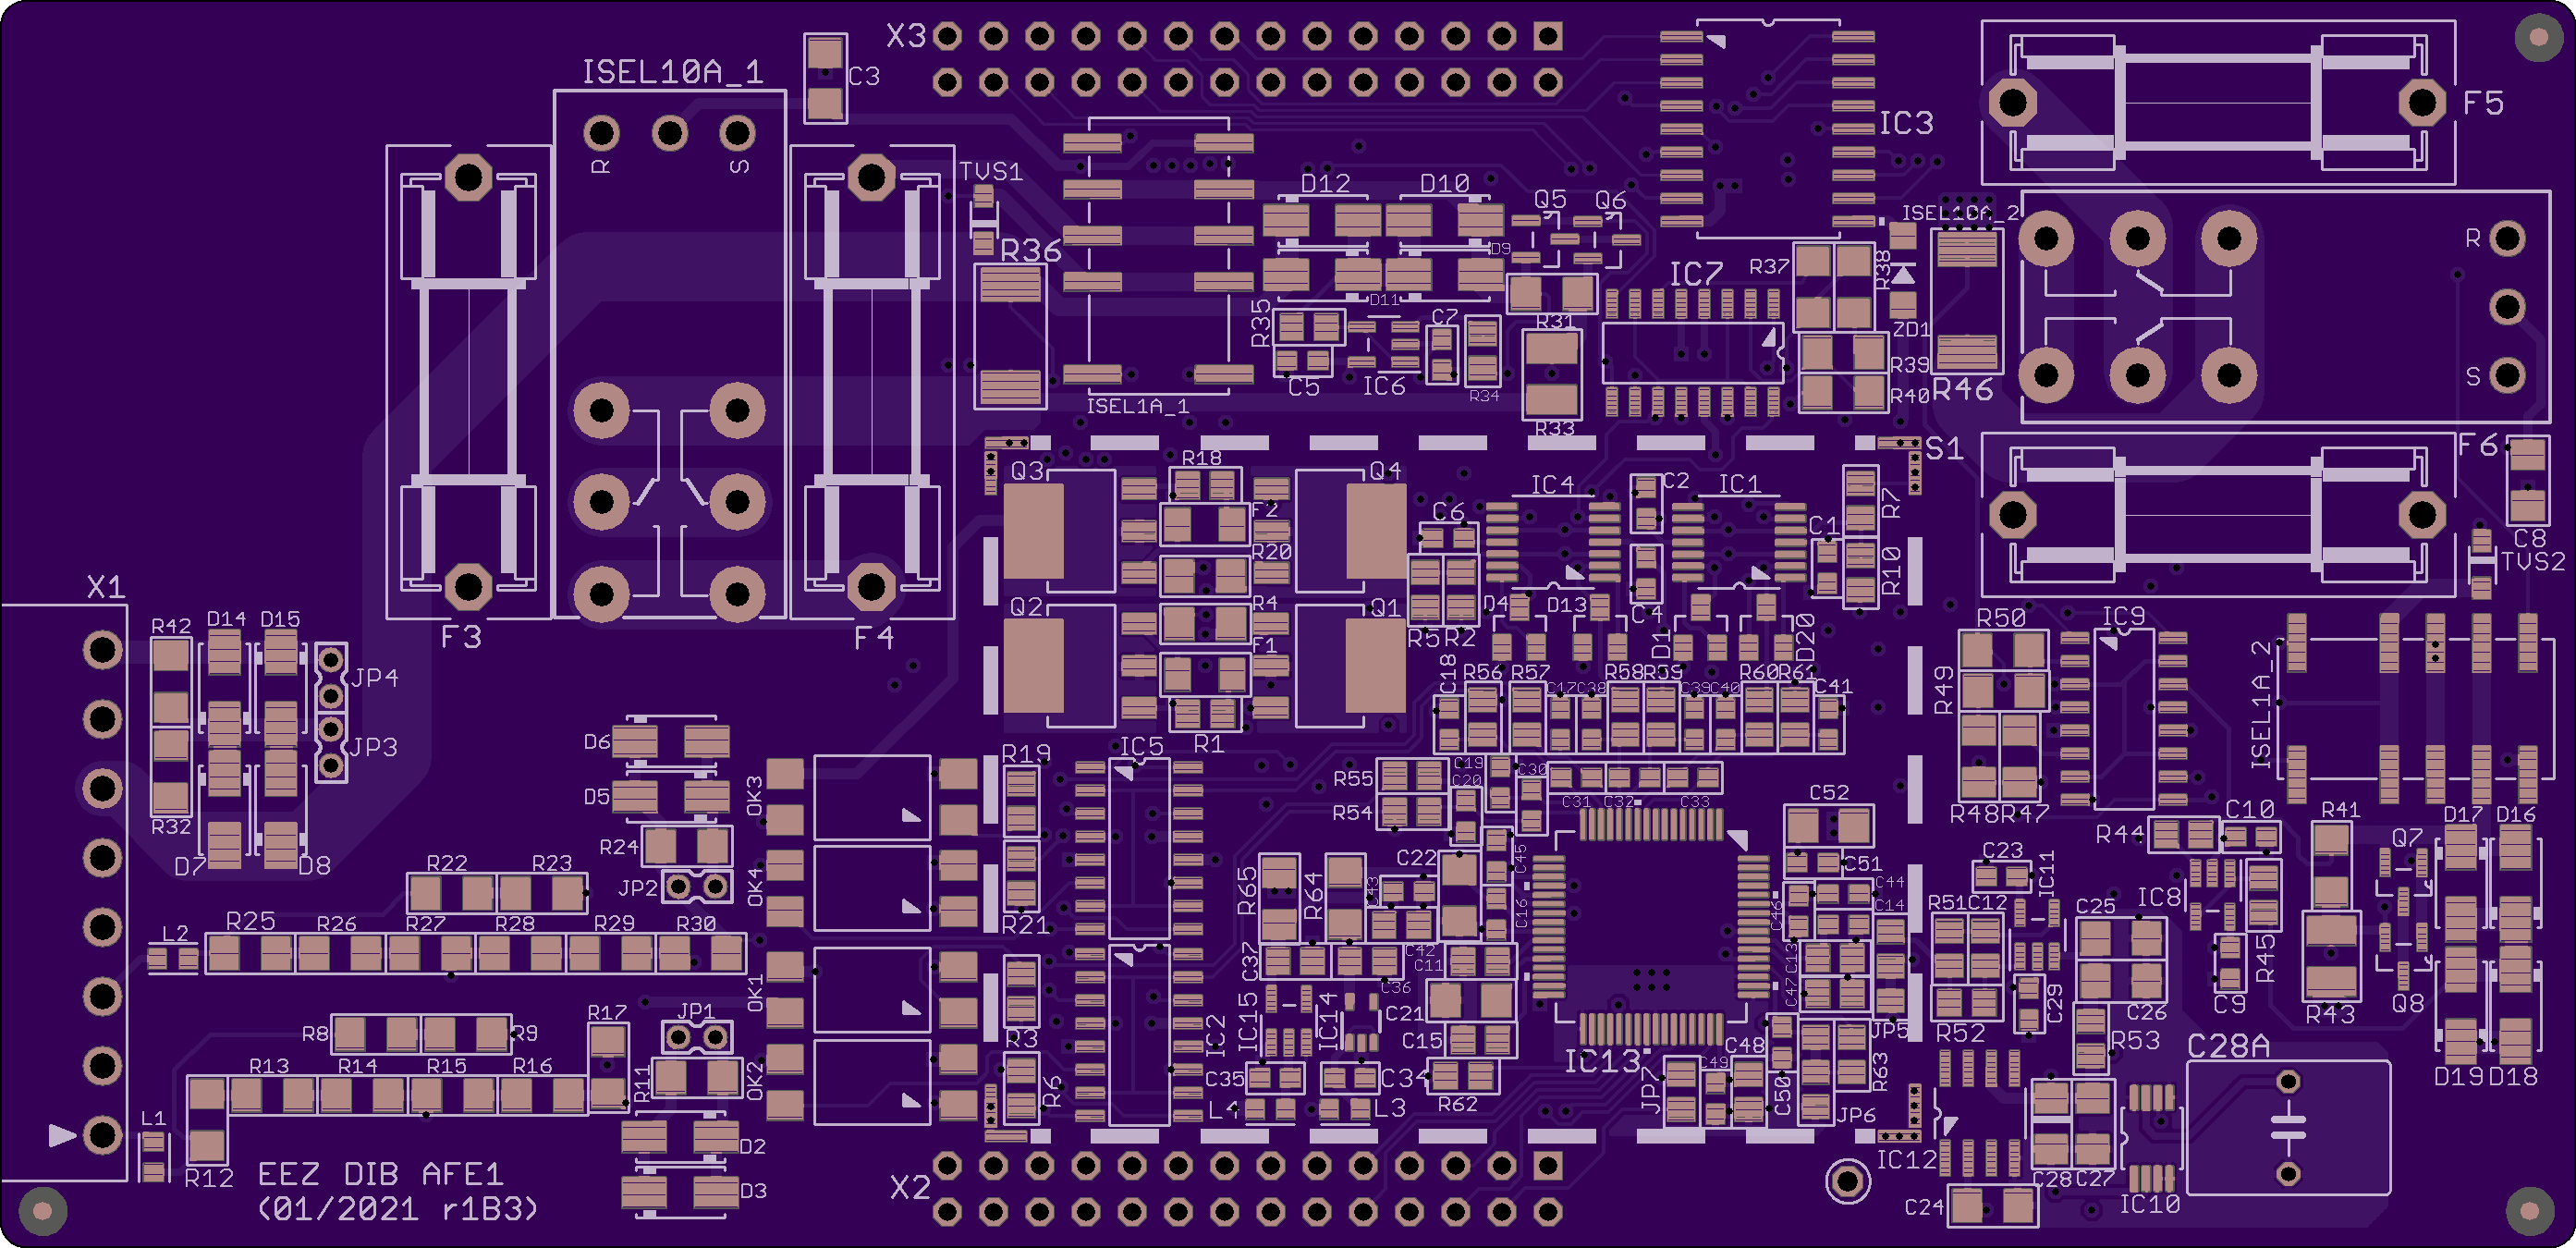 X3
ISEL10A_1
C3
IC3
F5
R
S
TVS1
D12
D10
Q5
Q6
ISEL10A_2
R36
D9
R37
R38
IC7
R
D11
C7
R35
R31
ZD1
R39
C5
IC6
R34
R46
S
R40
ISEL1A_1
R33
S1
F6
Q3
R18
Q4
C2
IC4
IC1
R7
F2
C6
C1
C8
R20
R10
TVS2
X1
Q2
R4
Q1
D4
D13
C4
IC9
D14
D15
R42
F3
F4
F1
R5
R2
D1
D20
R50
JP4
C18
R56
R57
R58
R59
R60
R61
C17
C38
C39
C40
C41
R49
ISEL1A_2
D6
JP3
R1
IC5
R19
C19
C30
R55
C20
D5
OK3
C31
C32
C33
C52
R48
R47
C10
R41
R54
R44
D17
D16
R32
R24
Q7
D7
D8
R22
R23
JP2
OK4
R65
R64
C22
C45
C51
C23
IC11
C43
C44
IC8
R25
R26
R27
R28
R29
R30
R21
C16
C46
C14
R51
C12
C25
L2
C37
C42
C11
C13
R45
OK1
C36
C47
C29
C9
Q8
R17
JP1
IC15
IC14
C21
C26
R43
R8
R9
R3
IC2
C15
JP5
R52
R53
C28A
R13
R14
R15
R16
R11
OK2
R6
C35
C34
R62
IC13
JP7
C49
C48
C50
R63
D19
D18
L1
L4
L3
JP6
R12
D2
EEZ DIB AFE1
IC12
C28
C27
X2
D3
(01/2021 r1B3)
C24
IC10